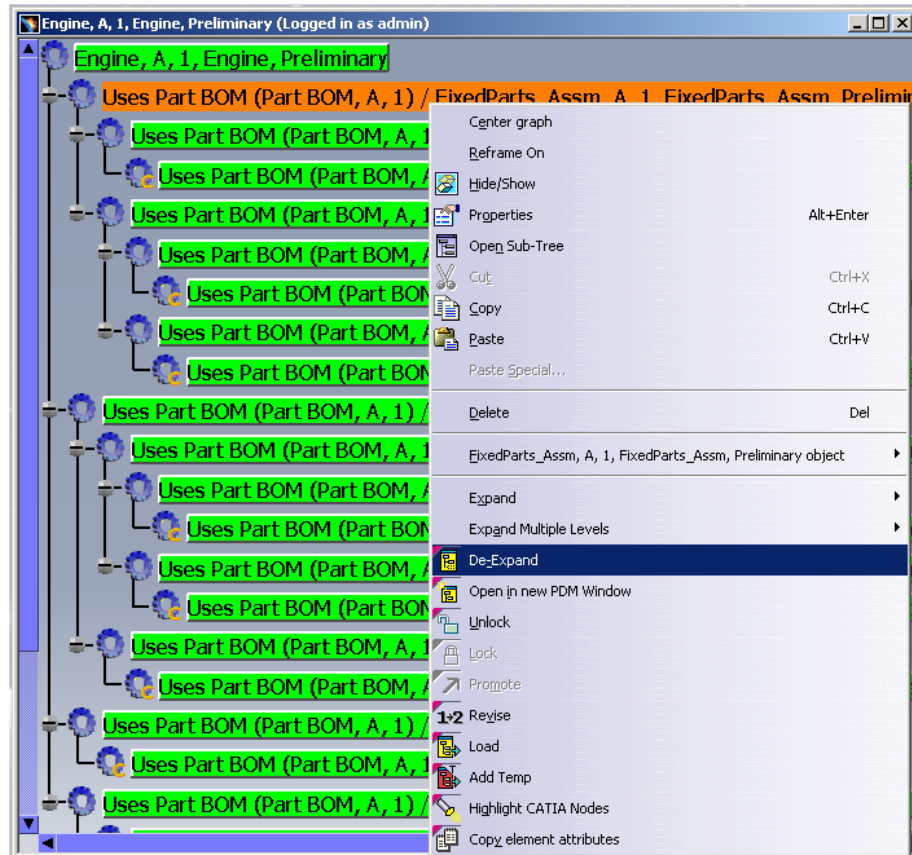 Engine, A, 1, Engine, Preliminary (Logged in as admin)
Engine, A, 1, Engine, Preliminary
Uses Part BOM (Part BOM, A, 1) / FixedParts_Assm, A, 1, FixedParts_Assm, Prelimin
Uses Part BOM (Part BOM, A, 1
Uses Part BOM (Part BOM, A
Uses Part BOM (Part BOM, A, 1
Uses Part BOM (Part BOM, A
Uses Part BOM (Part BOM
Uses Part BOM (Part BOM, A
Uses Part BOM (Part BOM
Uses Part BOM (Part BOM, A, 1) /
Uses Part BOM (Part BOM, A, 1
Uses Part BOM (Part BOM, A
Uses Part BOM (Part BOM
Uses Part BOM (Part BOM, A
Uses Part BOM (Part BOM
Uses Part BOM (Part BOM, A, 1
Uses Part BOM (Part BOM, A
Uses Part BOM (Part BOM, A, 1) /
Uses Part BOM (Part BOM, A, 1
Uses Part BOM (Part BOM, A, 1) /
Center graph
Reframe On
Hide/Show
Properties Alt+Enter
Open Sub-Tree
Cut Ctrl+X
Copy Ctrl+C
Paste Ctrl+V
Paste Special...
Delete Del
FixedParts_Assm, A, 1, FixedParts_Assm, Preliminary object
Expand
Expand Multiple Levels
De-Expand
Open in new PDM Window
Unlock
Lock
Promote
1→2 Revise
Load
Add Temp
Highlight CATIA Nodes
Copy element attributes